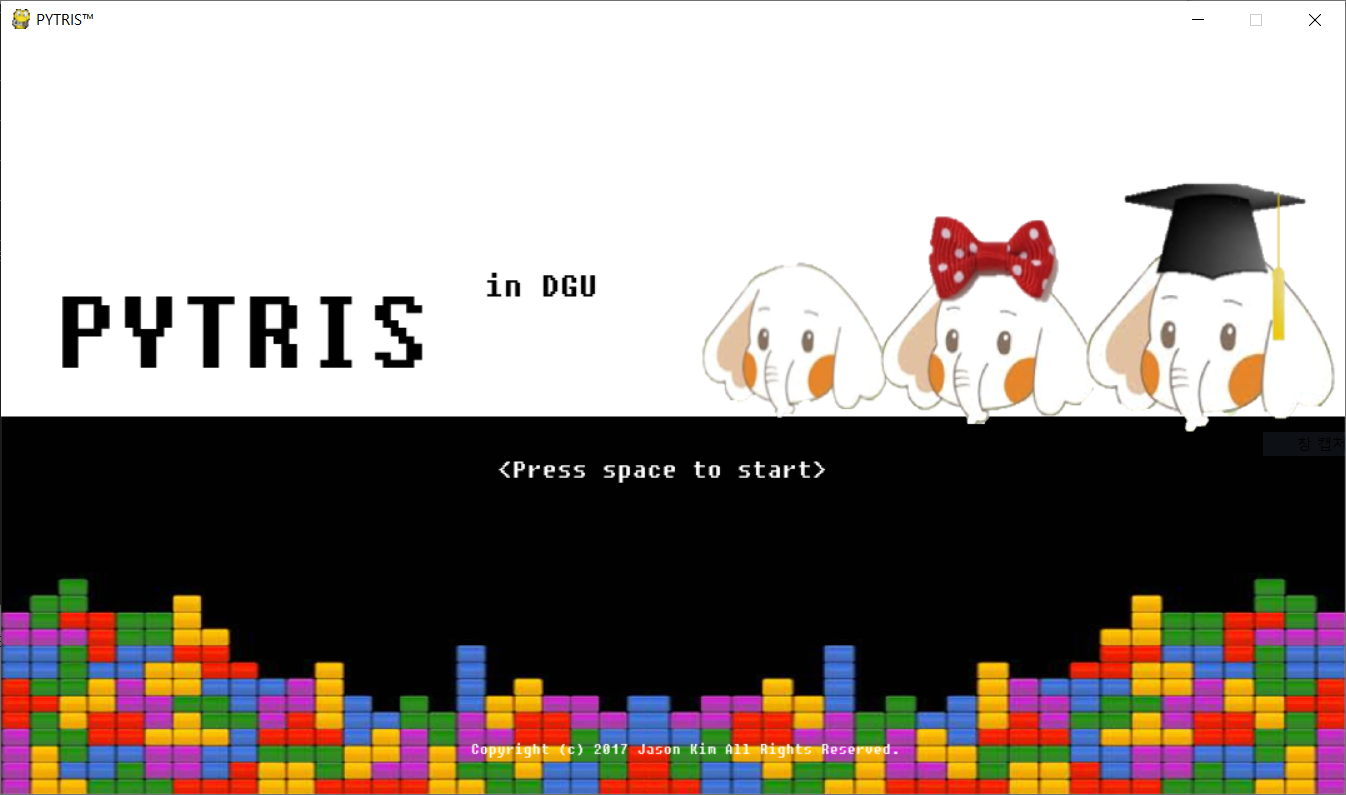 PYTRIS™
in DGU
PYTRIS
<Press space to start>
창 캡처
Copyright (c) 2017 Jason Kim All Rights Reserved.